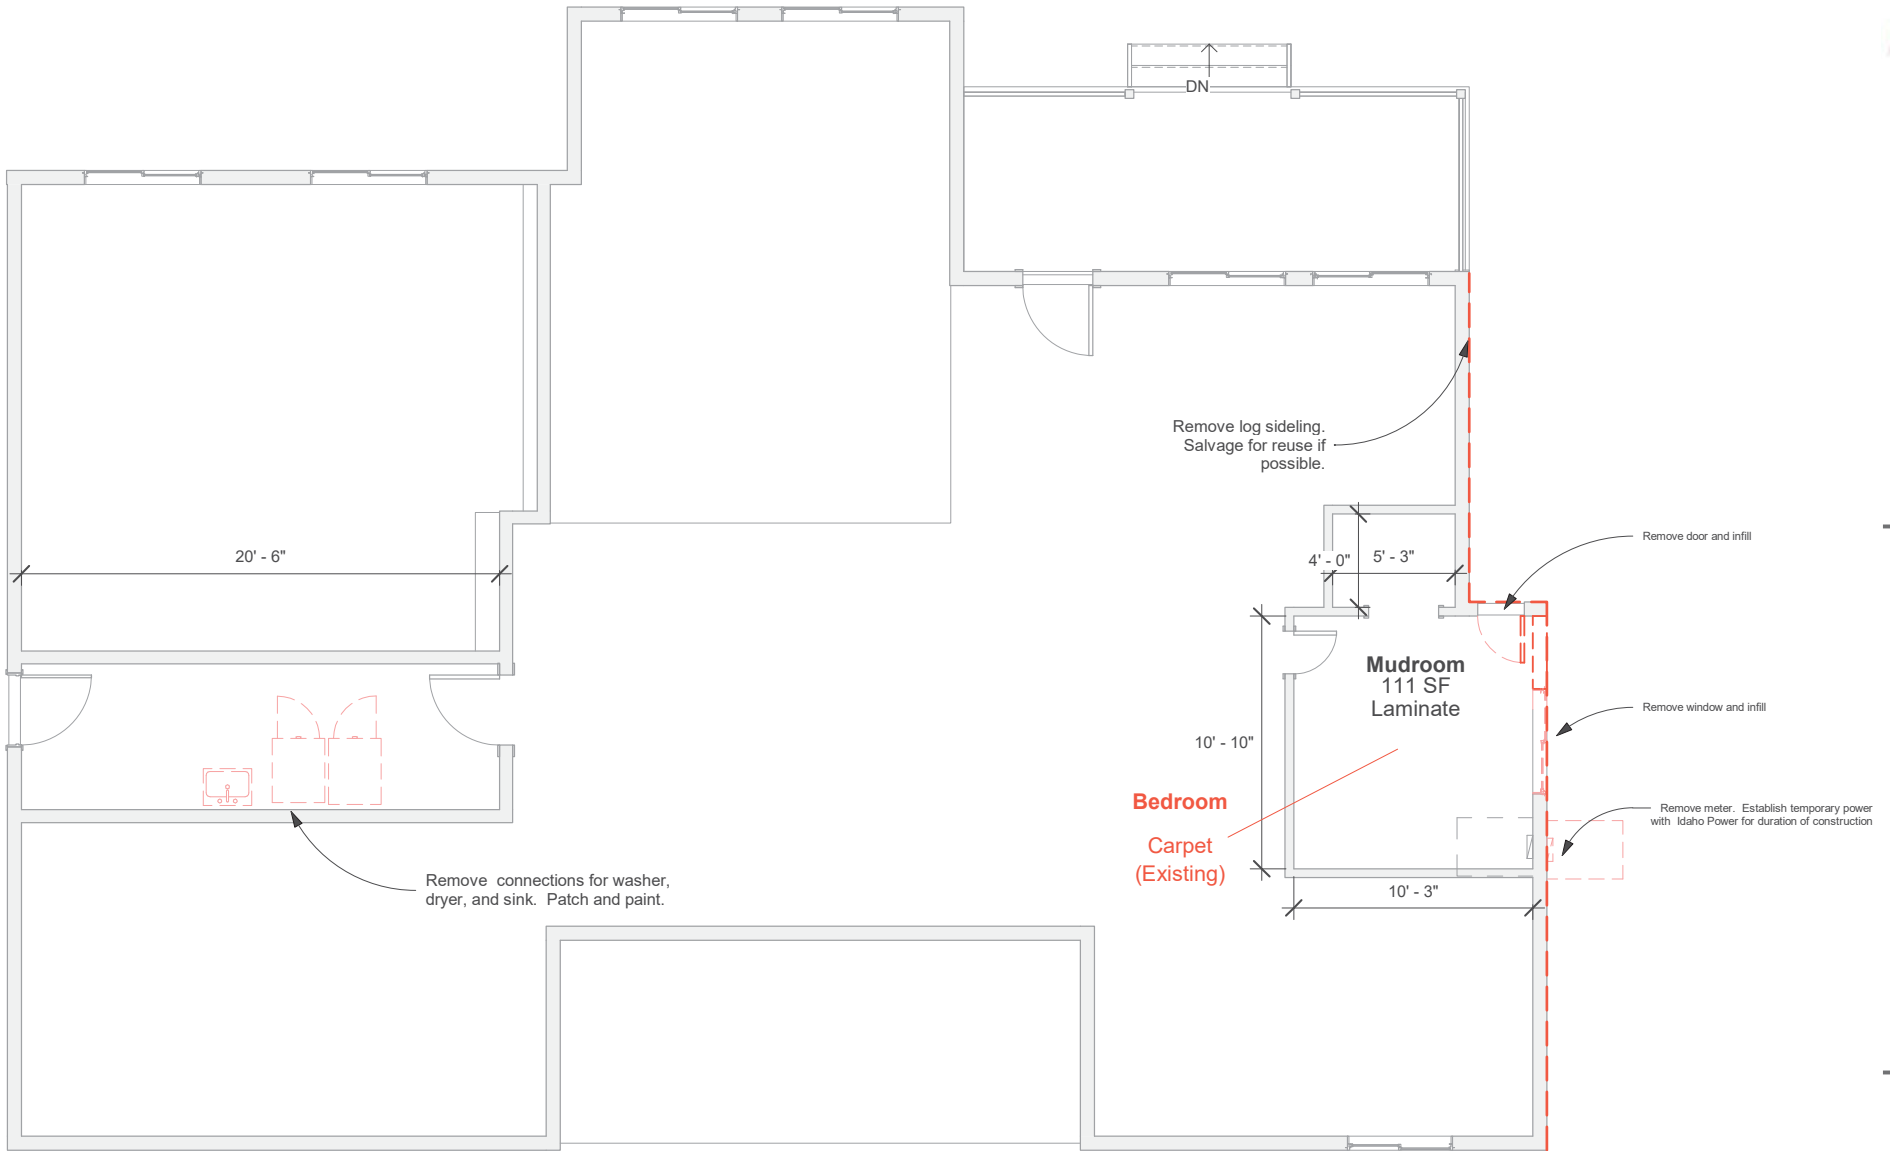 DN
Remove log sideling.
Salvage for reuse if
possible.
20' - 6"
4' - 0"
5' - 3"
Remove door and infill
Mudroom
111 SF
Laminate
Remove window and infill
10' - 10"
Bedroom
Carpet
(Existing)
Remove meter. Establish temporary power
with Idaho Power for duration of construction
Remove connections for washer,
dryer, and sink. Patch and paint.
10' - 3"